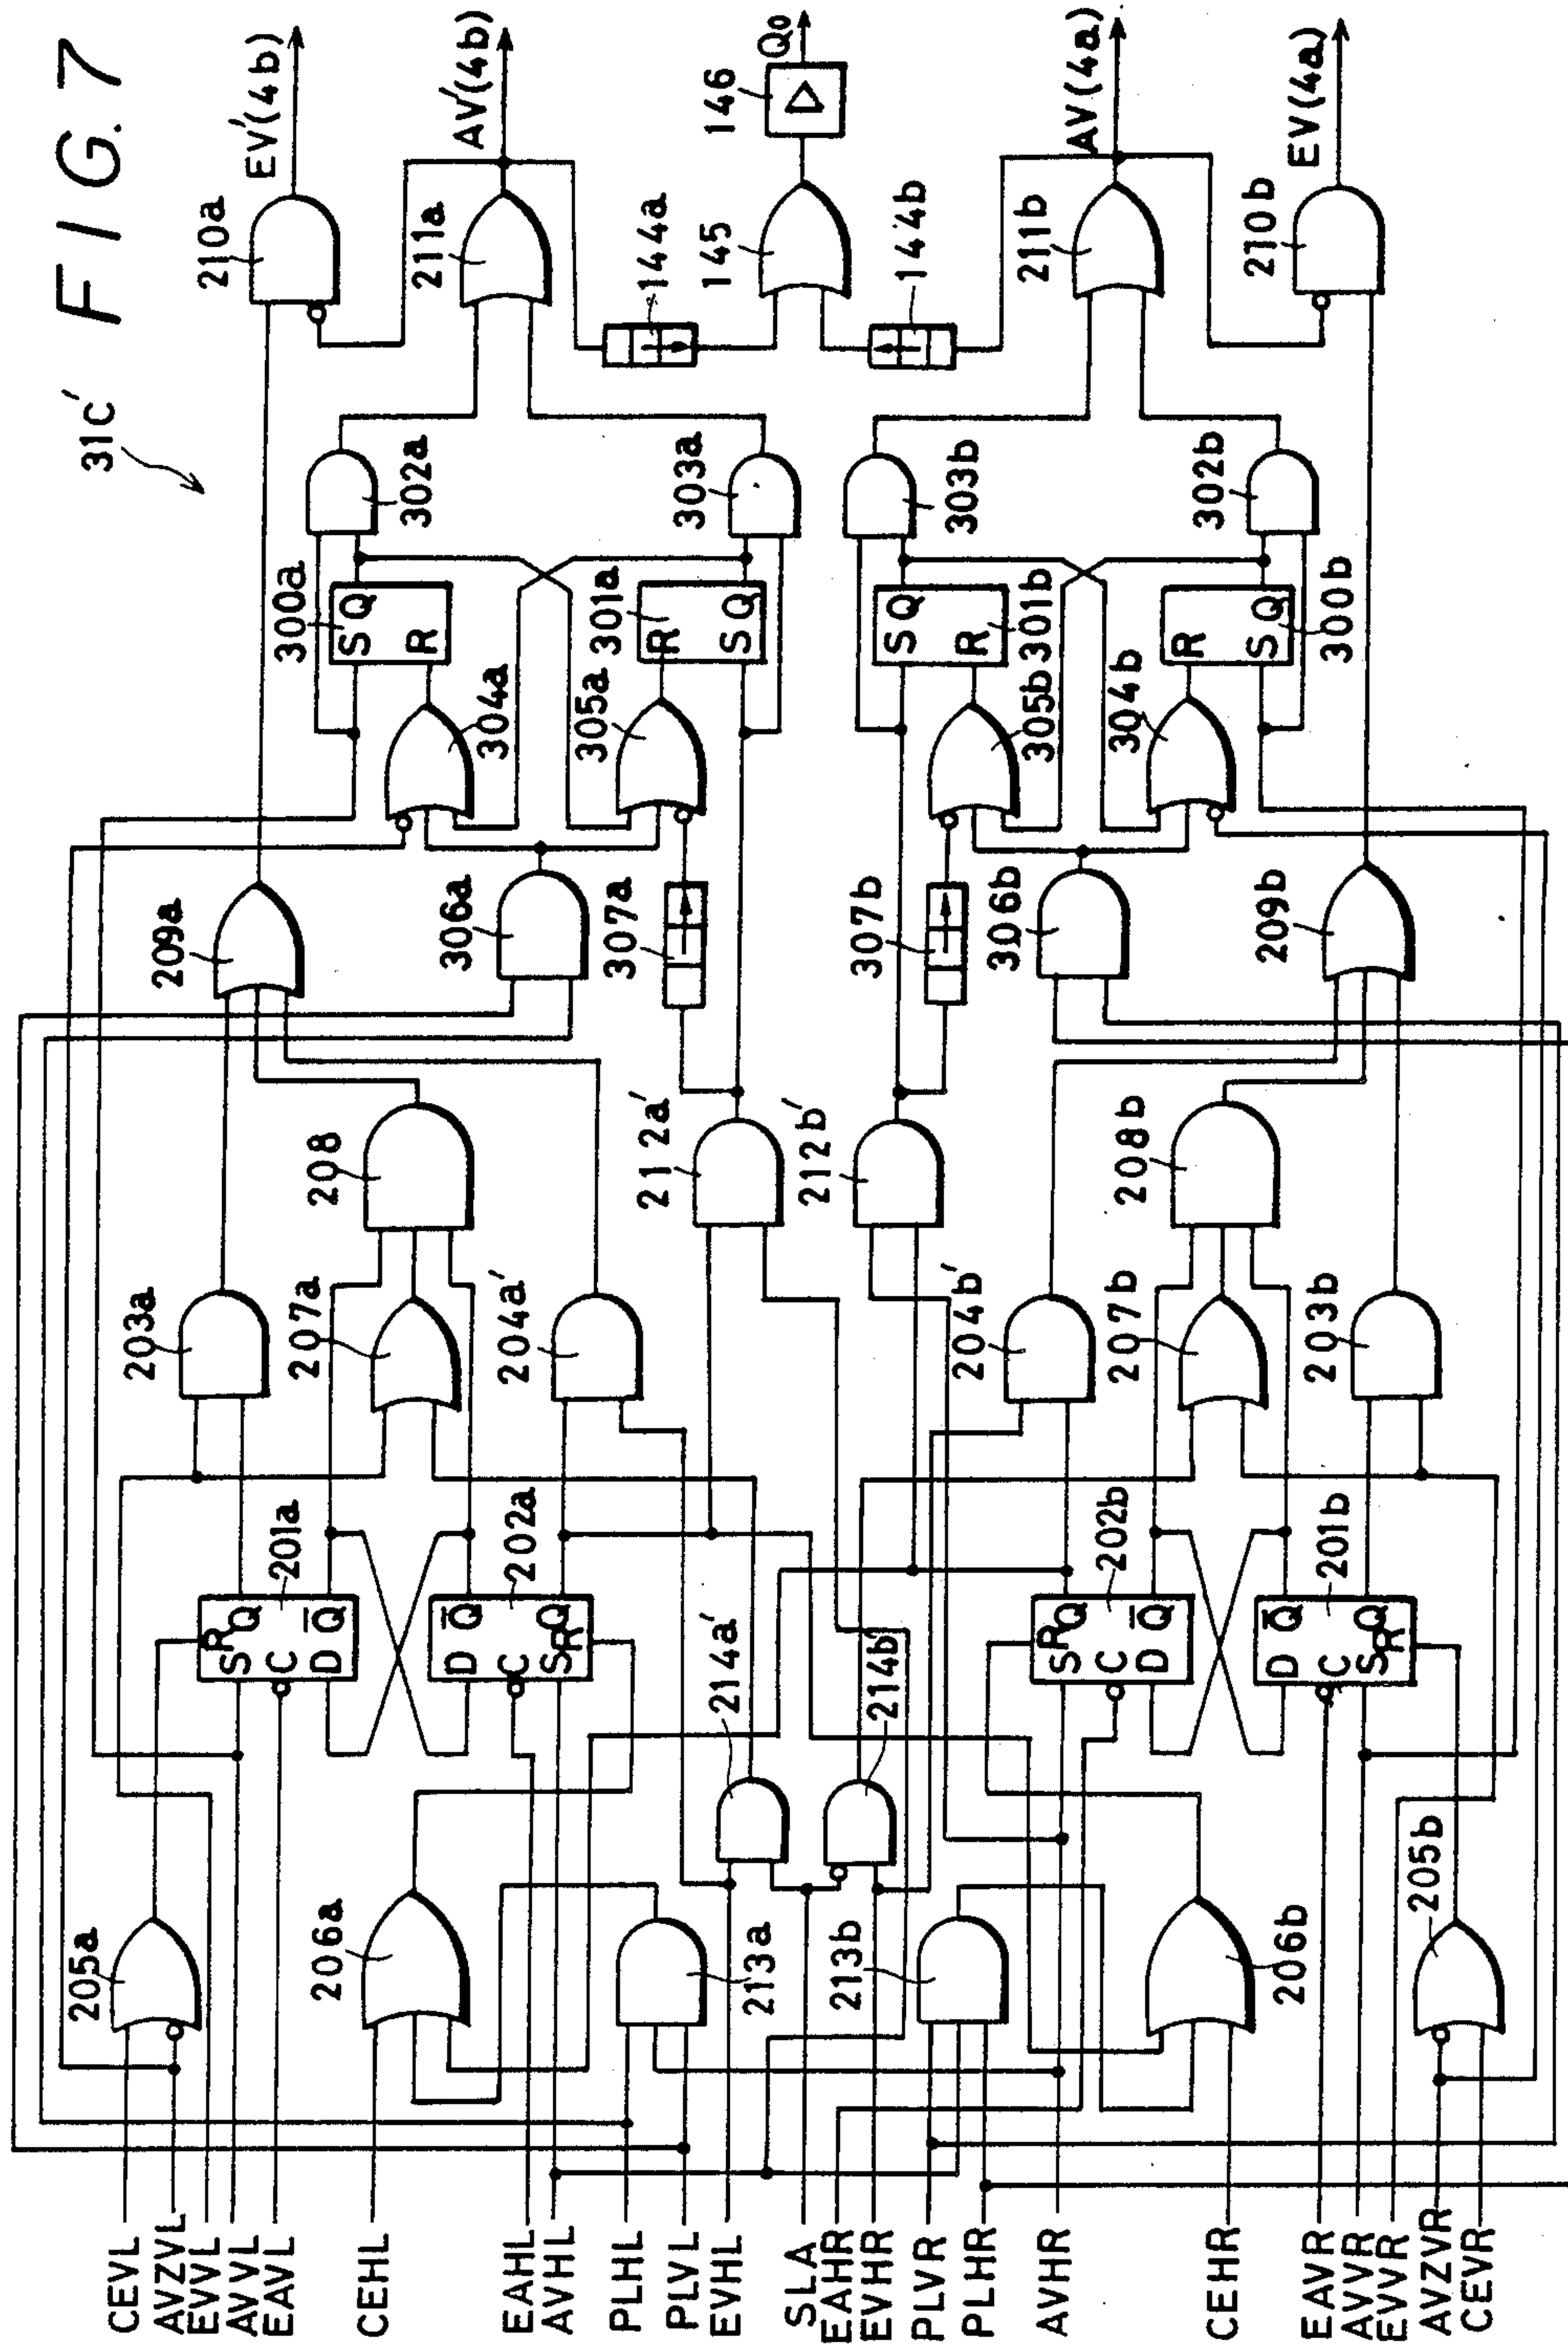 FIG. 7
31C'
CEVL
AVZVL
EVVL
AVVL
EAVL
CEHL
EAHL
AVHL
PLHL
PLVL
EVHL
SLA
EAHR
EVHR
PLVR
PLHR
AVHR
CEHR
EAVR
AVVR
EVVR
AVZVR
CEVR
205a
206a
213a
213b
206b
205b
214a'
214b'
S R Q
C
D Q̅
201a
D Q̅
C
S R Q
202a
S R Q
C
D Q̅
202b
D Q̅
C
S R Q
201b
203a
207a
204a'
204b'
207b
203b
208
212a'
212b'
208b
209a
306a
307a
307b
306b
209b
304a
305a
305b
304b
300a
S Q
R
301a
R
S Q
S Q
R
301b
R
S Q
300b
302a
303a
303b
302b
210a
211a
144a
145
144b
211b
210b
146
EV'(4b)
AV'(4b)
Q0
AV(4a)
EV(4a)